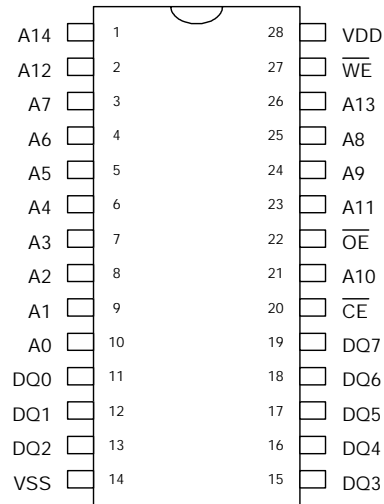 A14 1 28 VDD
A12 2 27 WE
A7 3 26 A13
A6 4 25 A8
A5 5 24 A9
A4 6 23 A11
A3 7 22 OE
A2 8 21 A10
A1 9 20 CE
A0 10 19 DQ7
DQ0 11 18 DQ6
DQ1 12 17 DQ5
DQ2 13 16 DQ4
VSS 14 15 DQ3